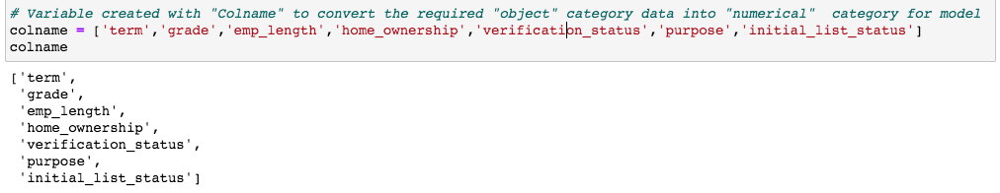 # Variable created with "Colname" to convert the required "object" category data into "numerical"  category for model
colname = ['term','grade','emp_length','home_ownership','verification_status','purpose','initial_list_status']
colname
['term',
 'grade',
 'emp_length',
 'home_ownership',
 'verification_status',
 'purpose',
 'initial_list_status']